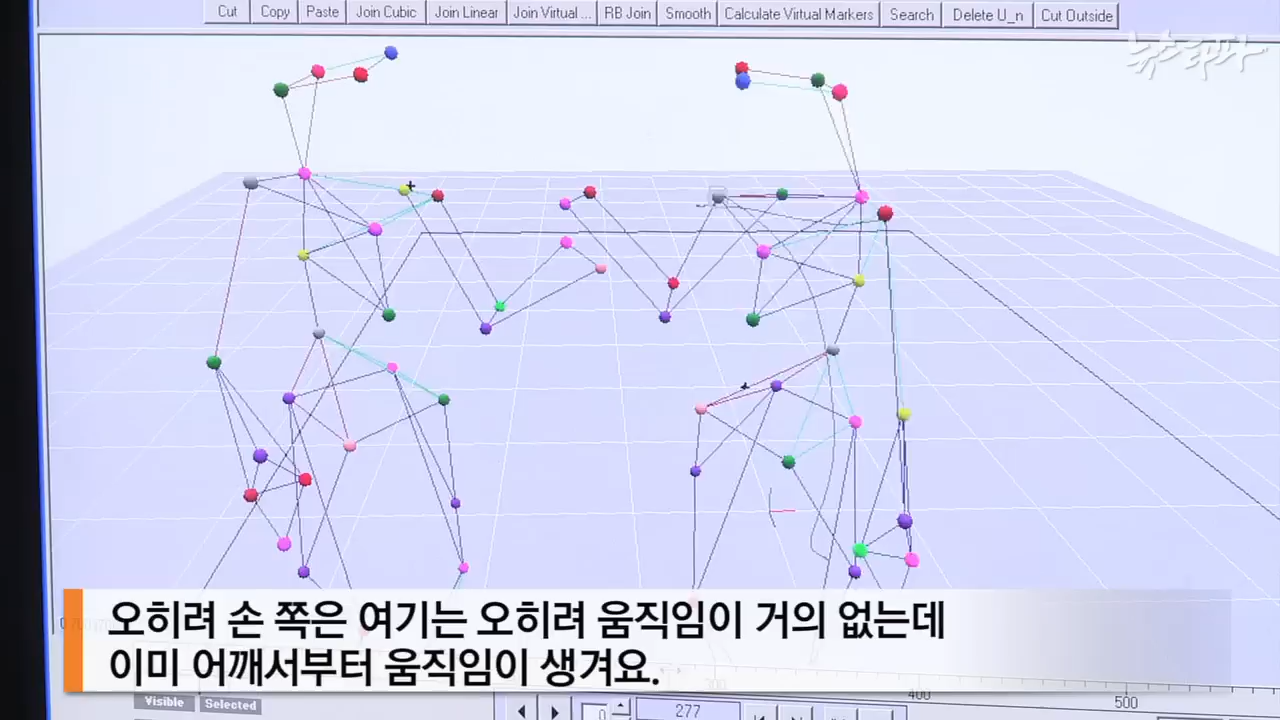 Cut Copy Paste Join Cubic Join Linear Join Virtual ... RB Join Smooth Calculate Virtual Markers Search Delete U_n Cut Outside
뉴스타파
오히려 손 쪽은 여기는 오히려 움직임이 거의 없는데
이미 어깨서부터 움직임이 생겨요.
400 500
Visible Selected
0 277